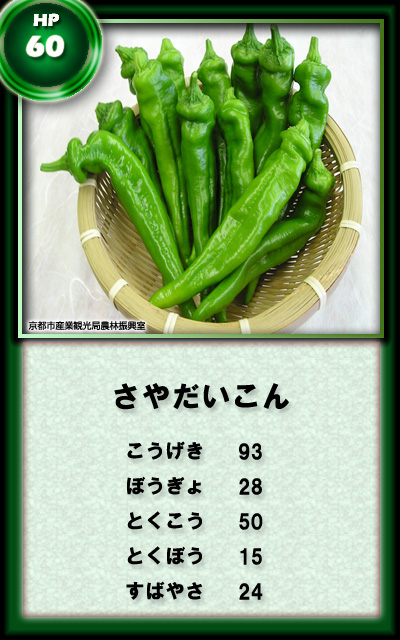 HP
60
京都市産業観光局農林振興室
さやだいこん
こうげき 93
ぼうぎょ 28
とくこう 50
とくぼう 15
すばやさ 24